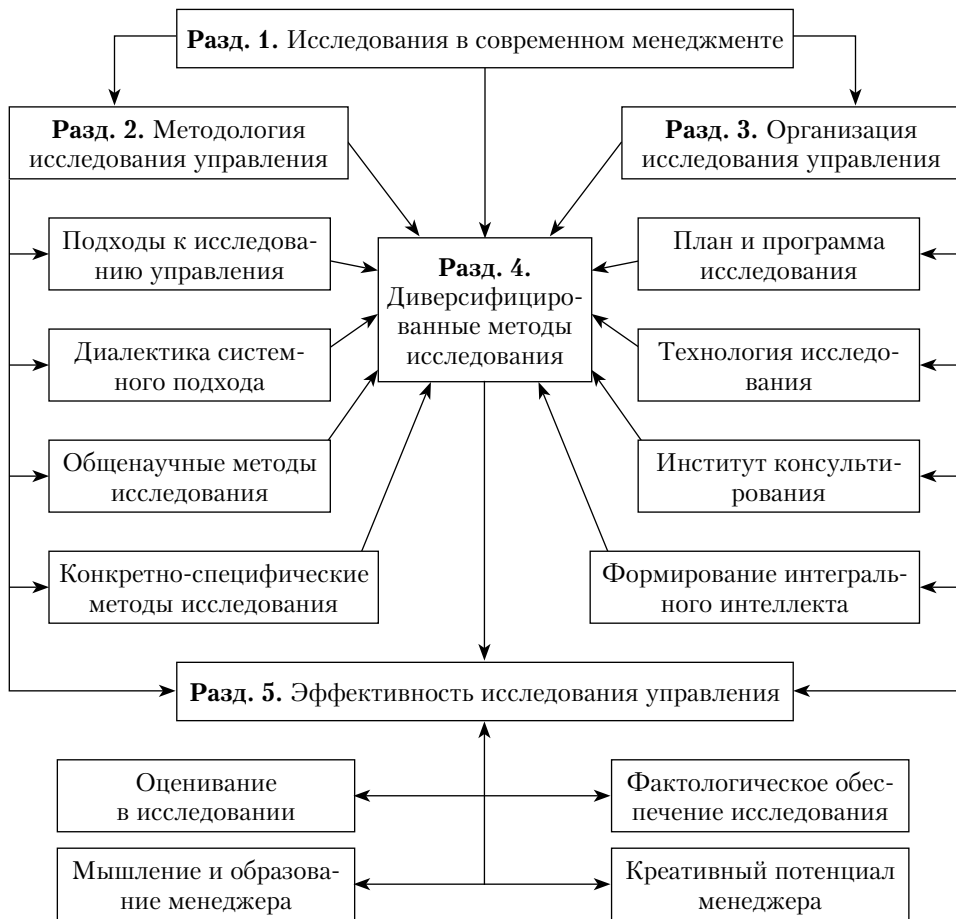 Разд. 1. Исследования в современном менеджменте
Разд. 2. Методология
исследования управления
Разд. 3. Организация
исследования управления
Подходы к исследова-
нию управления
Разд. 4.
Диверсифициро-
ванные методы
исследования
План и программа
исследования
Диалектика систем-
ного подхода
Технология исследо-
вания
Общенаучные методы
исследования
Институт консульти-
рования
Конкретно-специфические
методы исследования
Формирование интеграль-
ного интеллекта
Разд. 5. Эффективность исследования управления
Оценивание
в исследовании
Фактологическое обес-
печение исследования
Мышление и образова-
ние менеджера
Креативный потенциал
менеджера